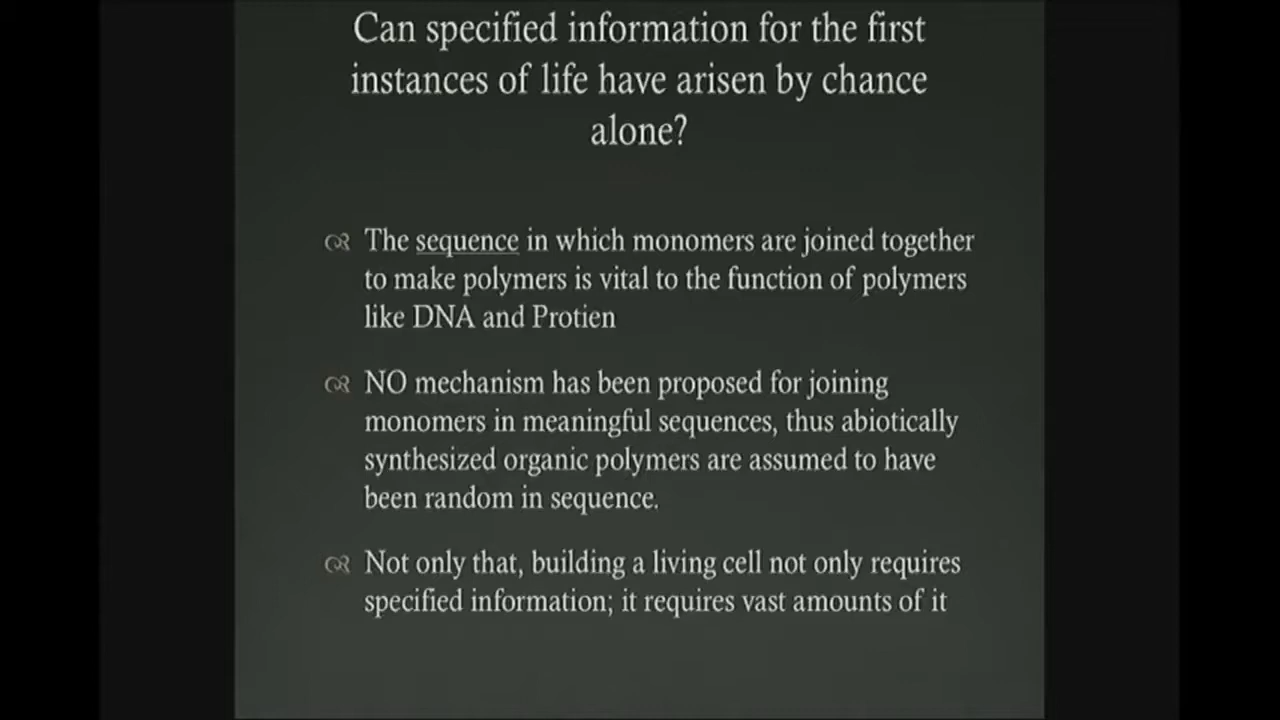 Can specified information for the first
instances of life have arisen by chance
alone?
The sequence in which monomers are joined together
to make polymers is vital to the function of polymers
like DNA and Protien
NO mechanism has been proposed for joining
monomers in meaningful sequences, thus abiotically
synthesized organic polymers are assumed to have
been random in sequence.
Not only that, building a living cell not only requires
specified information; it requires vast amounts of it